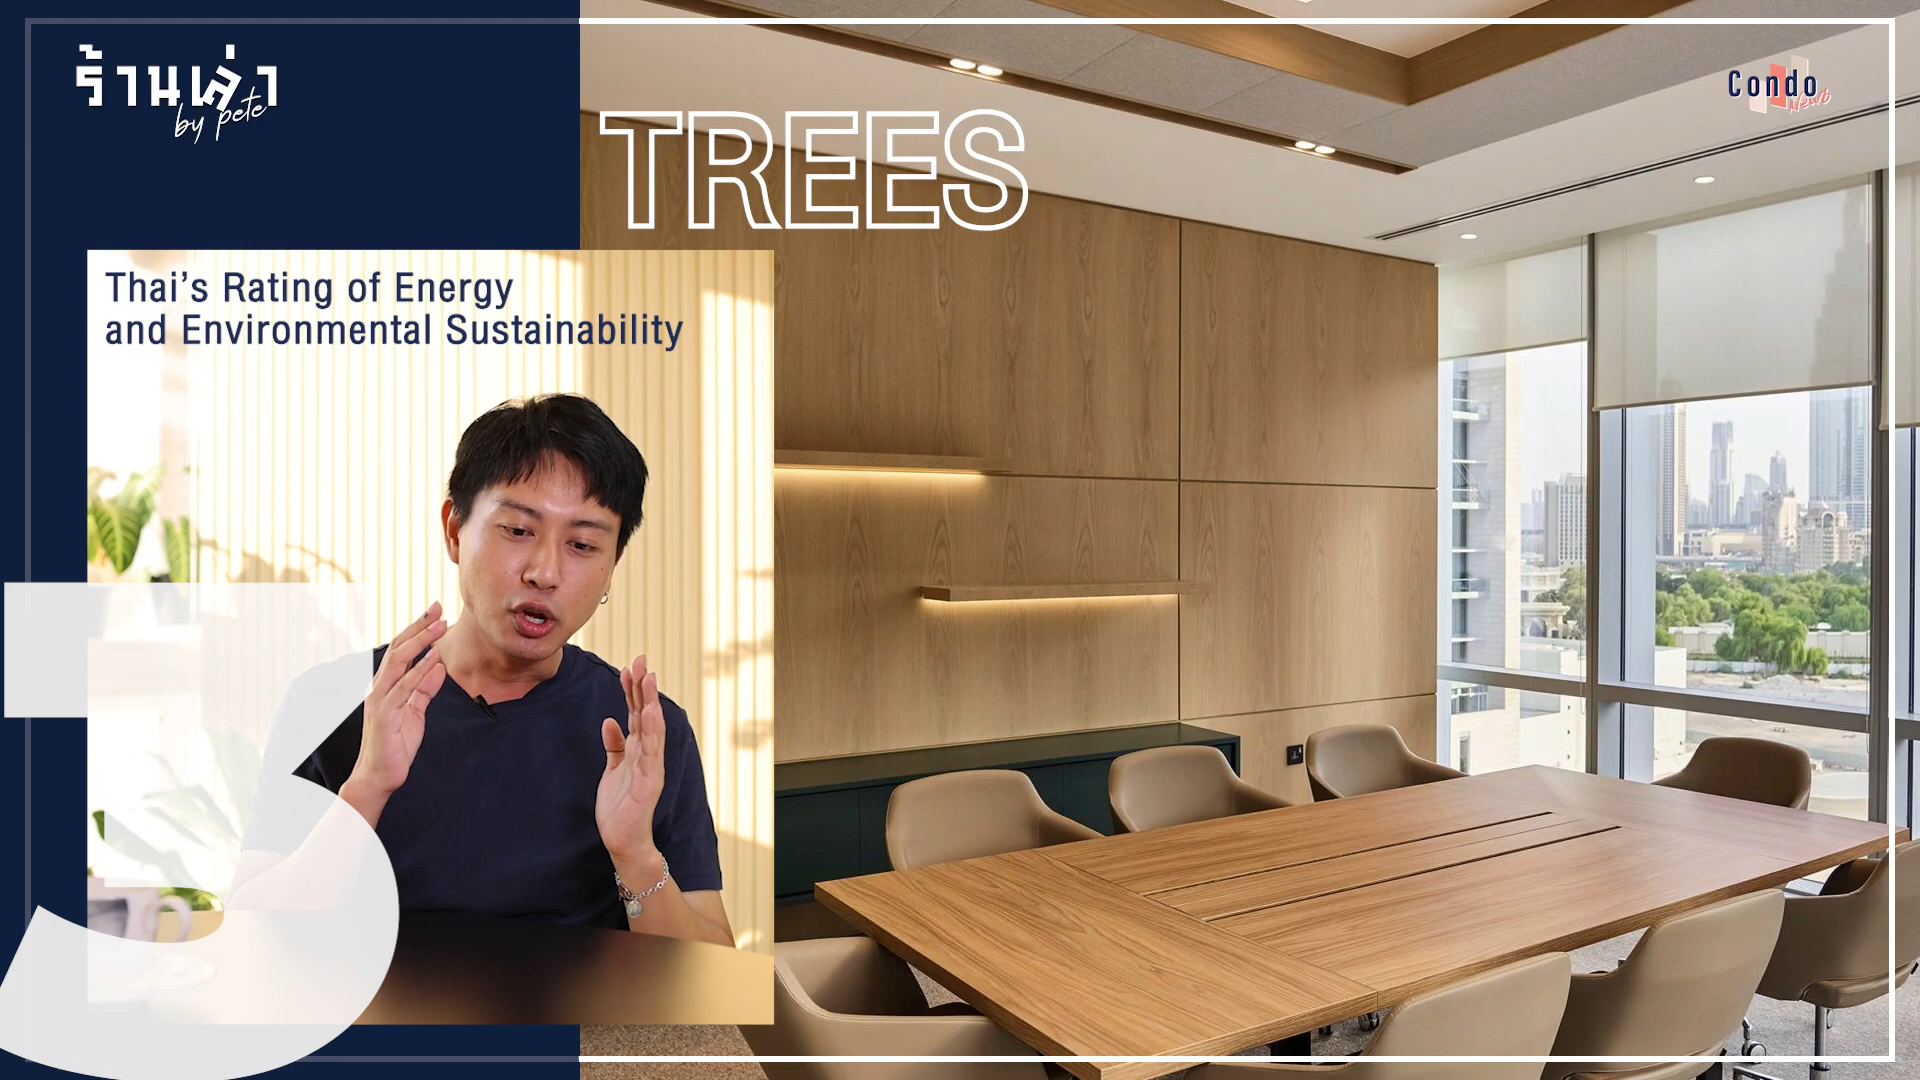 ร้านเล่า
by pete
Condo
News
TREES
Thai's Rating of Energy
and Environmental Sustainability
3